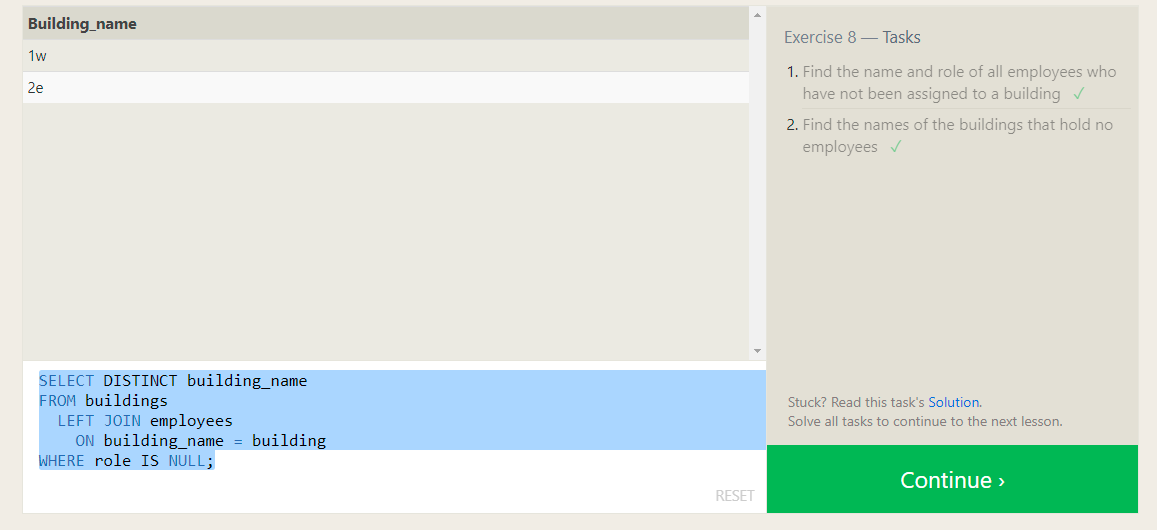 Building_name
1w
2e
SELECT DISTINCT building_name
FROM buildings
LEFT JOIN employees
ON building_name = building
WHERE role IS NULL;
RESET
Exercise 8 — Tasks
1. Find the name and role of all employees who
have not been assigned to a building ✓
2. Find the names of the buildings that hold no
employees ✓
Stuck? Read this task's Solution.
Solve all tasks to continue to the next lesson.
Continue ›